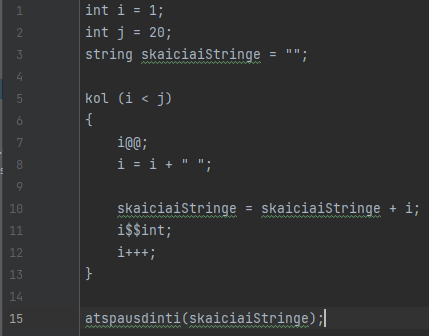 1 int i = 1;
2 int j = 20;
3 string skaiciaiStringe = "";
4
5 kol (i < j)
6 {
7 i@@;
8 i = i + " ";
9
10 skaiciaiStringe = skaiciaiStringe + i;
11 i$$int;
12 i+++;
13 }
14
15 atspausdinti(skaiciaiStringe);